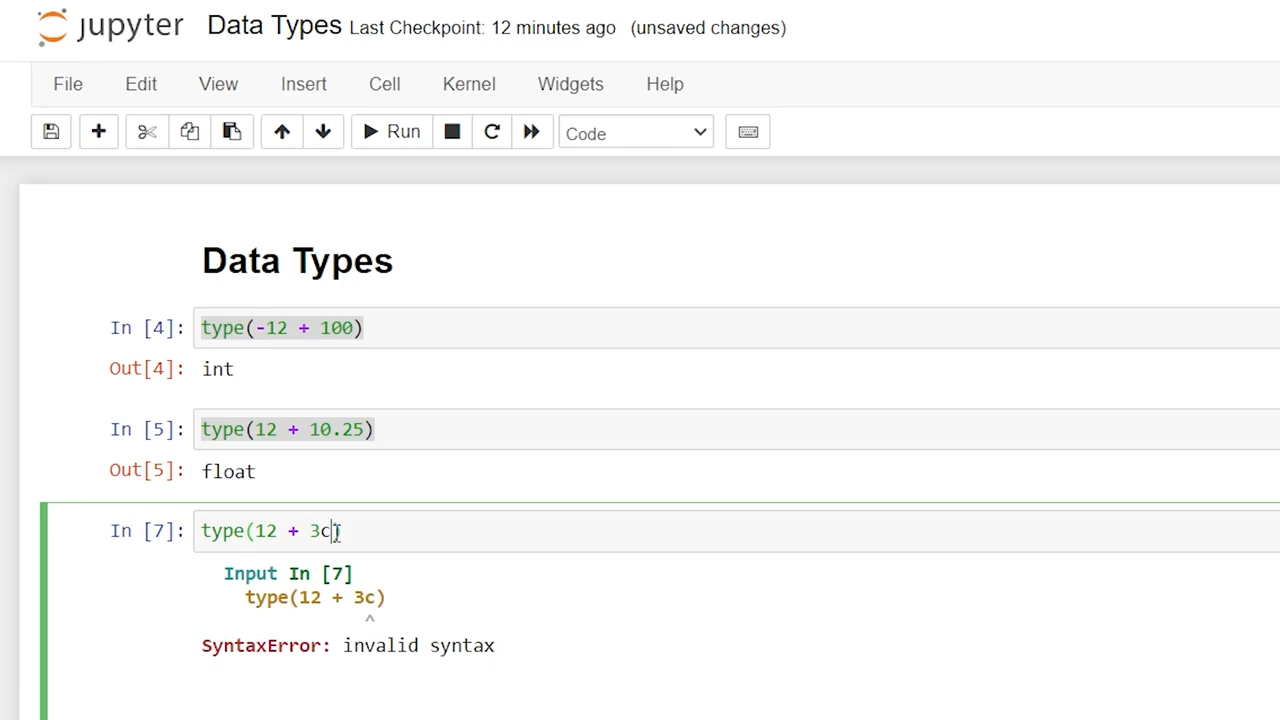 jupyter Data Types Last Checkpoint: 12 minutes ago (unsaved changes)
File Edit View Insert Cell Kernel Widgets Help
Run Code
Data Types
In [4]: type(-12 + 100)
Out[4]: int
In [5]: type(12 + 10.25)
Out[5]: float
In [7]: type(12 + 3c)
Input In [7]
type(12 + 3c)
^
SyntaxError: invalid syntax